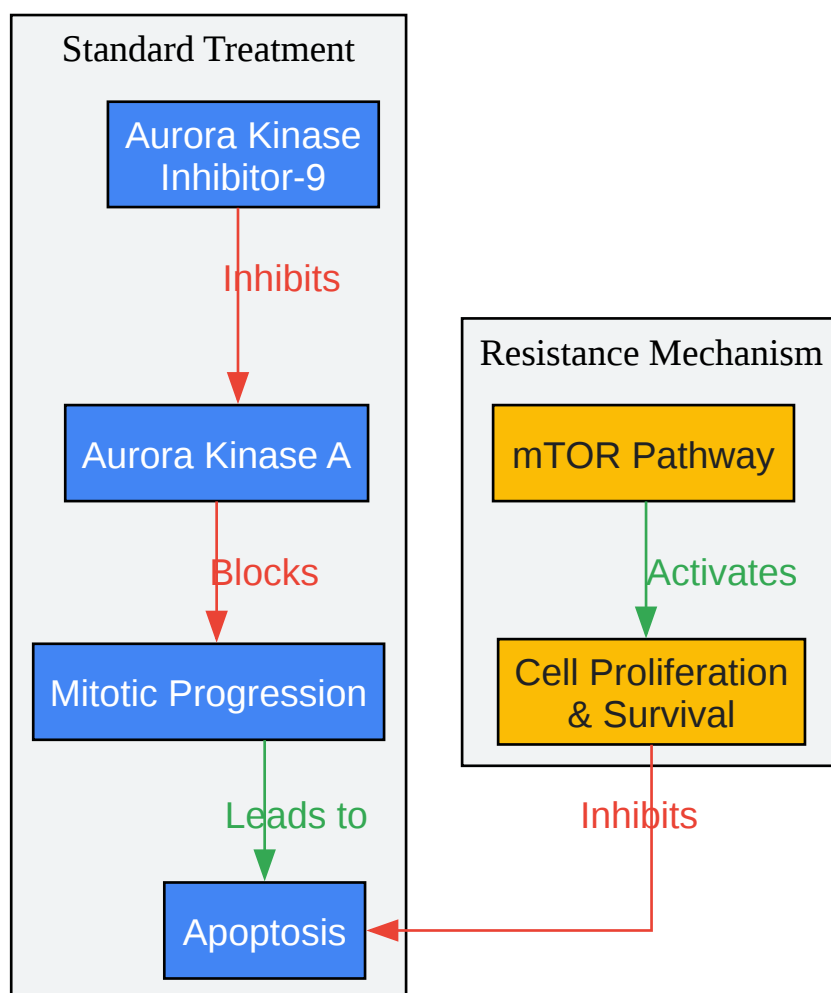 Standard Treatment
Aurora Kinase
Inhibitor-9
Inhibits
Aurora Kinase A
Blocks
Mitotic Progression
Leads to
Apoptosis
Resistance Mechanism
mTOR Pathway
Activates
Cell Proliferation
& Survival
Inhibits